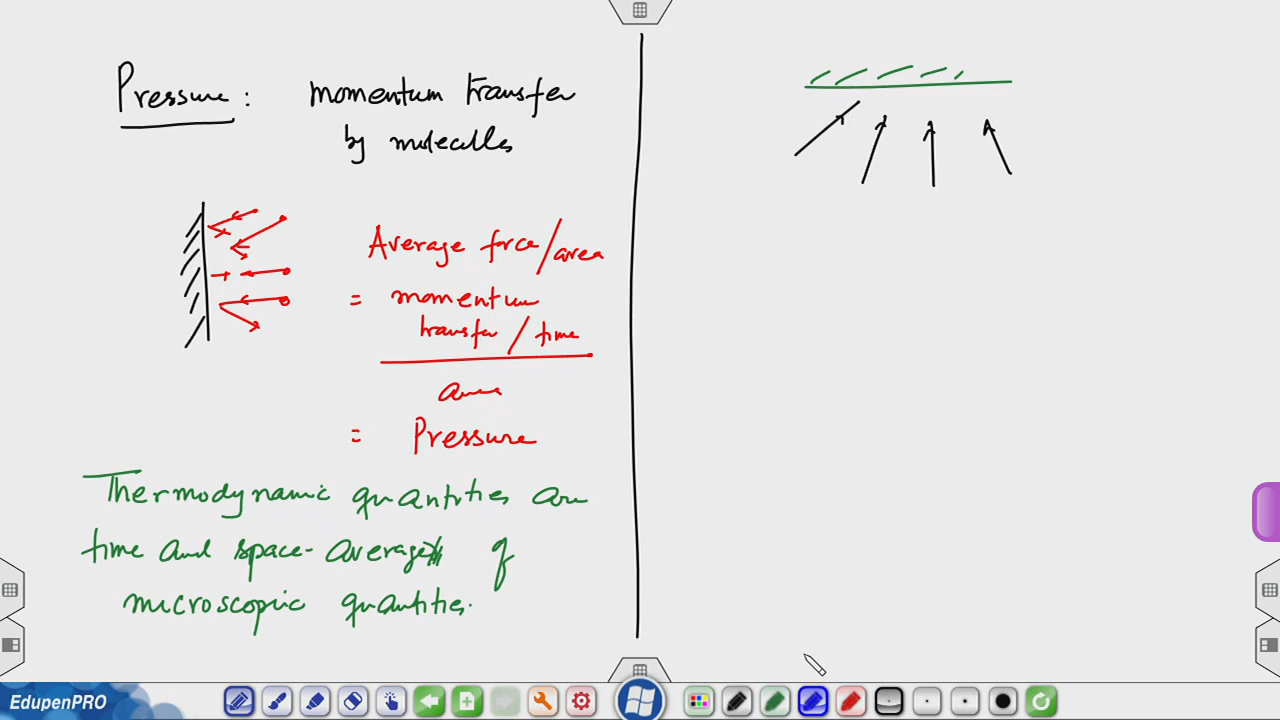 Pressure: momentum transfer
by molecules
Average force/area
= momentum
transfer / time
area
= Pressure
Thermodynamic quantities are
time and space-average of
microscopic quantities.
EdupenPRO